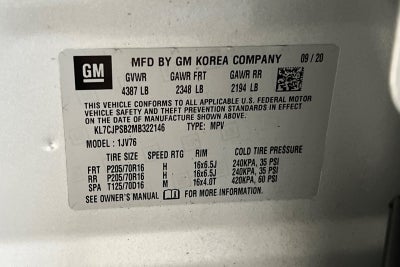 GM
MFD BY GM KOREA COMPANY 09/20
GVWR GAWR FRT GAWR RR
4387 LB 2348 LB 2194 LB
THIS VEHICLE CONFORMS TO ALL APPLICABLE U.S. FEDERAL MOTOR
VEHICLE SAFETY AND THEFT PREVENTION STANDARDS IN EFFECT ON THE
DATE OF MANUFACTURE SHOWN ABOVE.
KL7CJPSB2MB322146 TYPE: MPV
MODEL: 1JV76
TIRE SIZE SPEED RTG RIM COLD TIRE PRESSURE
FRT P205/70R16 H 16x6.5J 240KPA, 35 PSI
RR P205/70R16 H 16x6.5J 240KPA, 35 PSI
SPA T125/70D16 M 16x4.0T 420KPA, 60 PSI
SEE OWNER'S MANUAL FOR MORE INFORMATION.